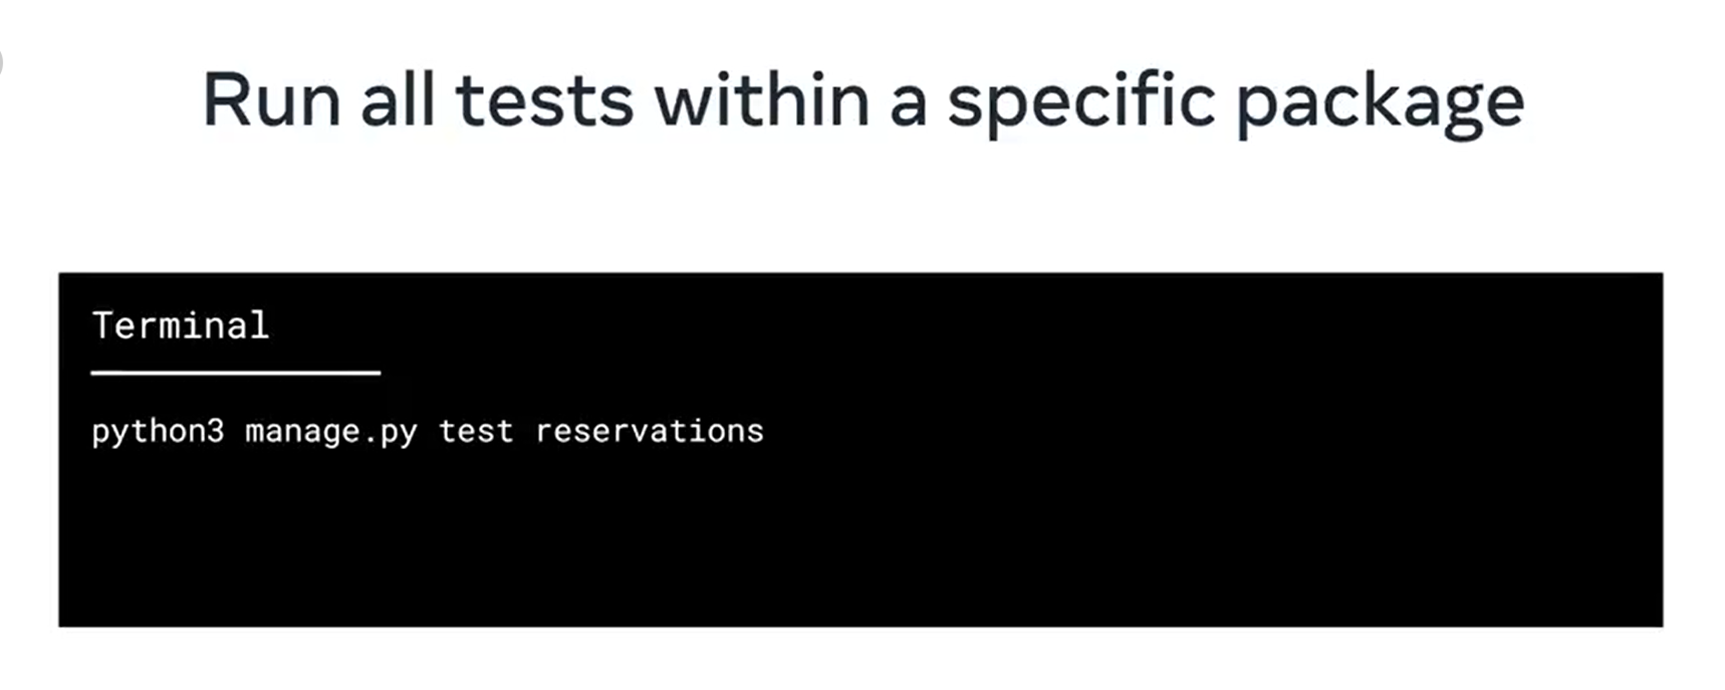 Run all tests within a specific package
Terminal
python3 manage.py test reservations